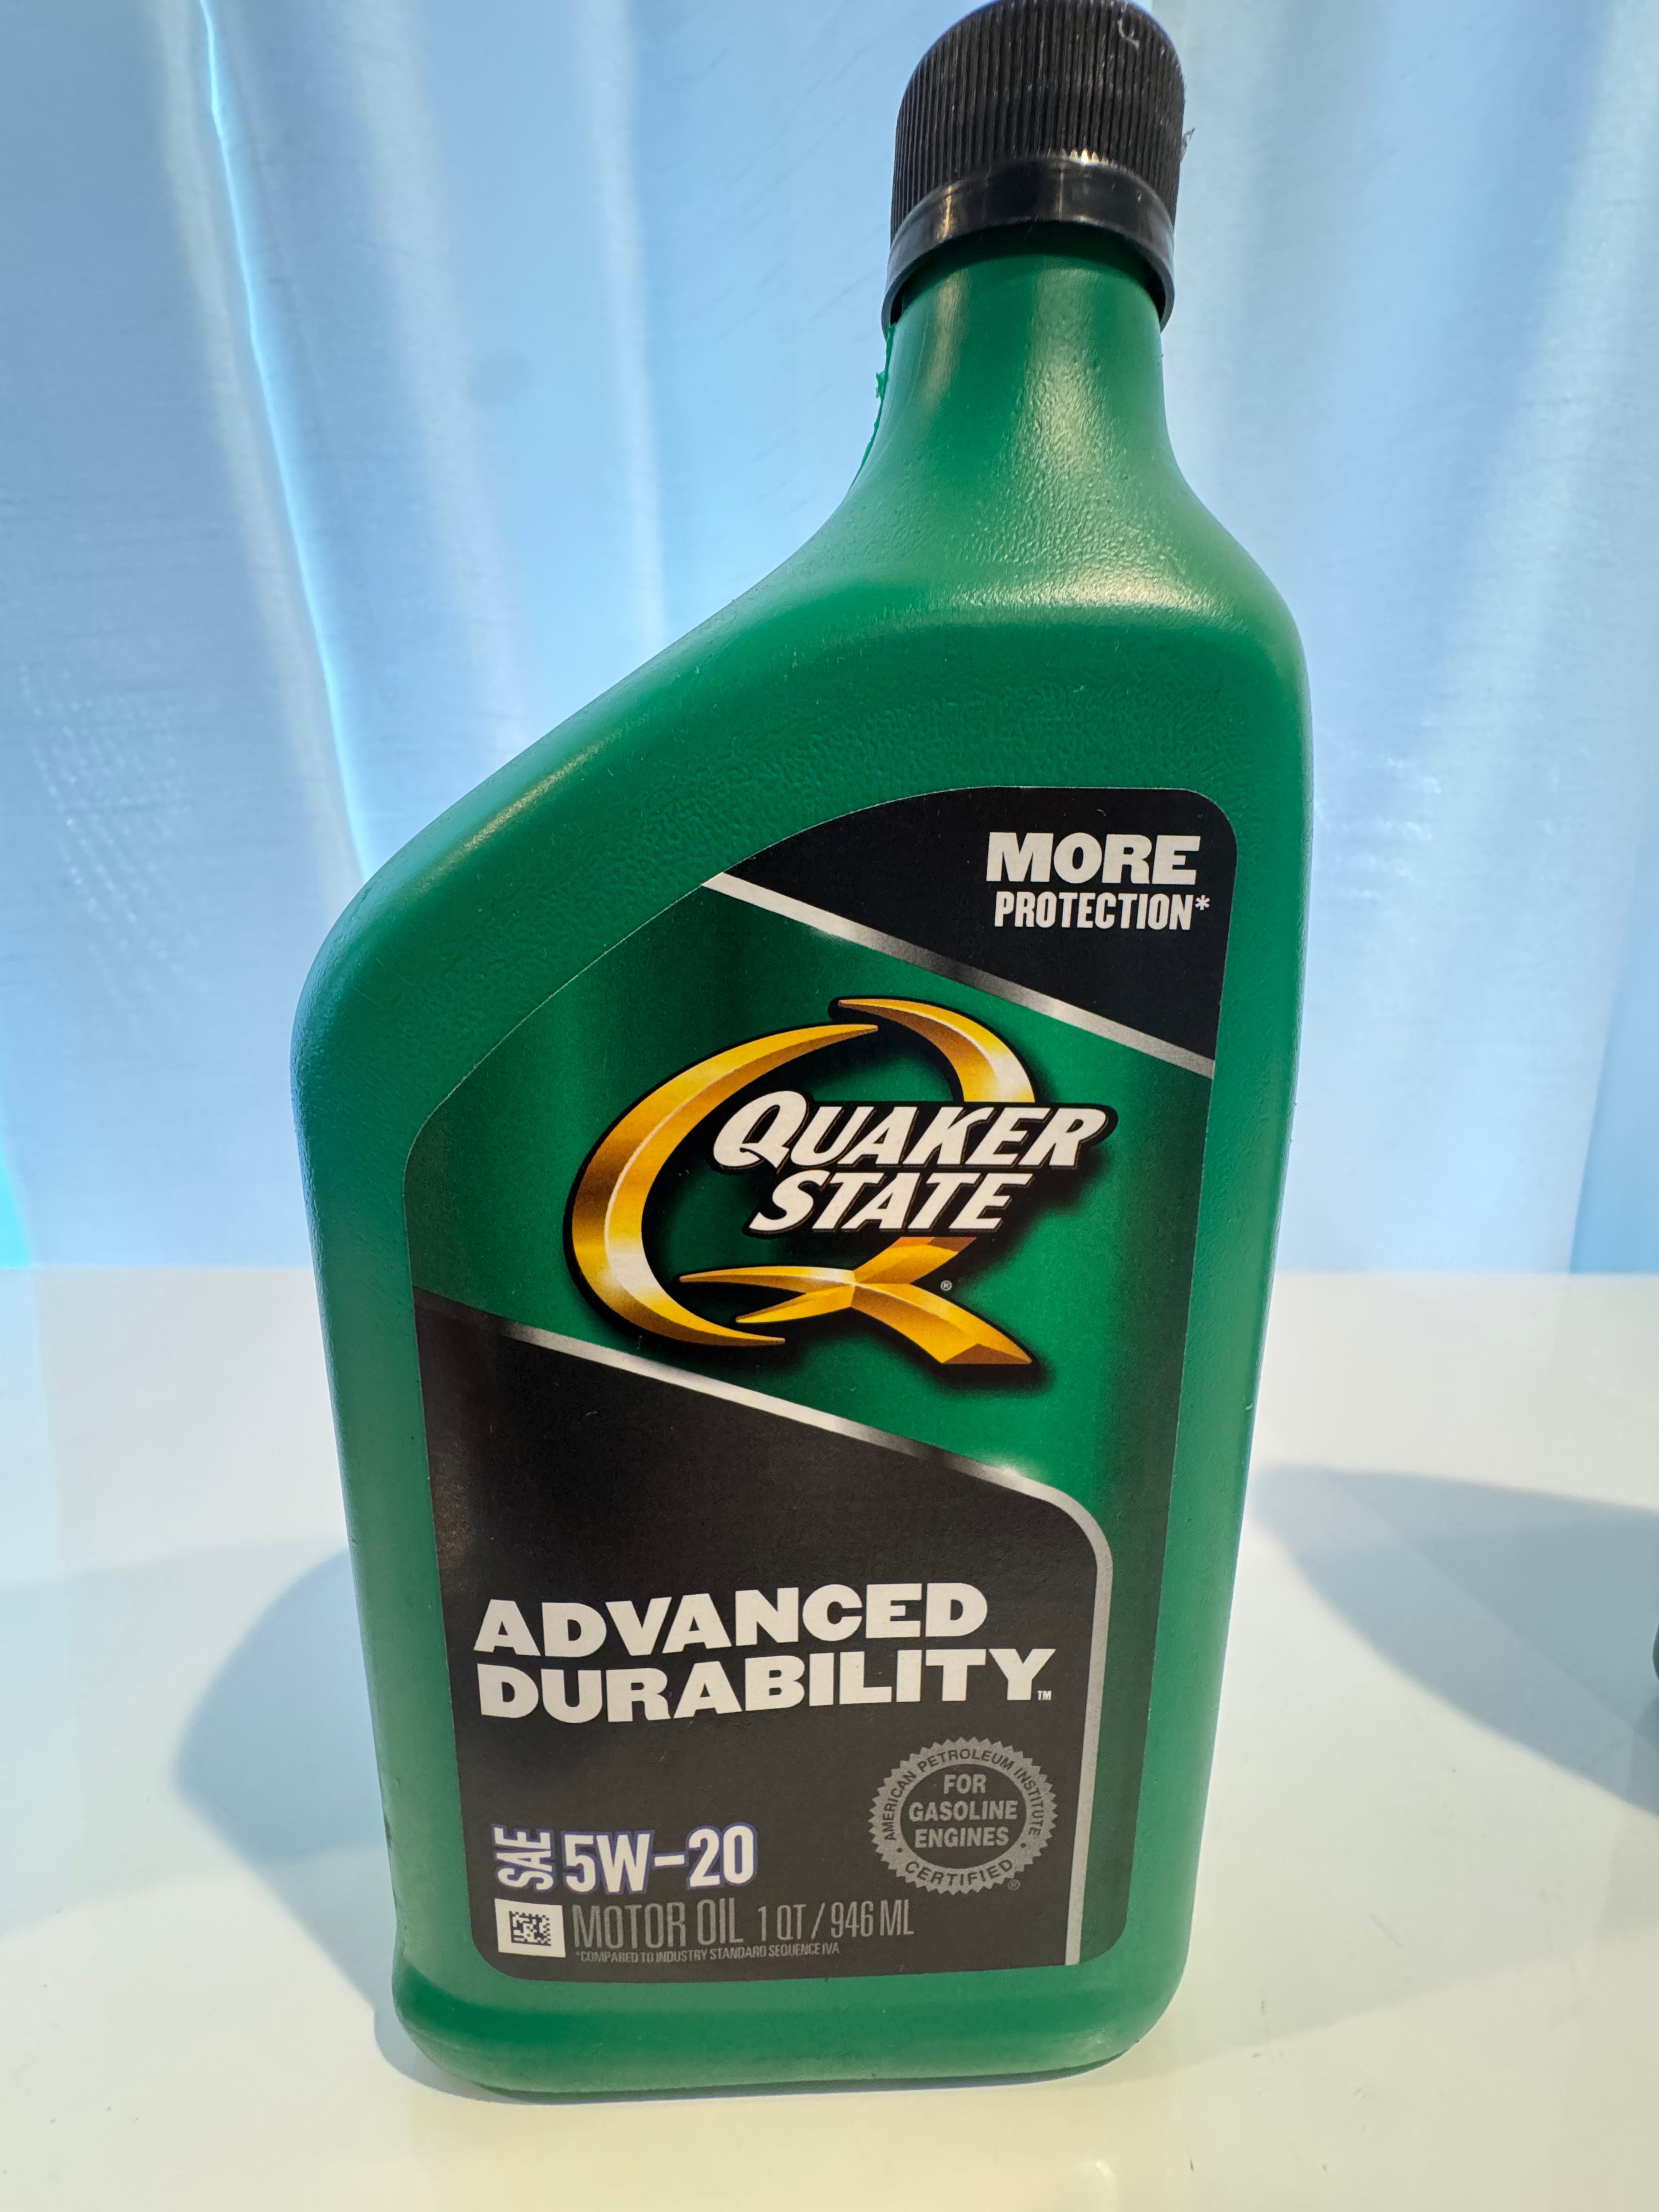 MORE
PROTECTION*
QUAKER
STATE
®
ADVANCED
DURABILITY™
AMERICAN PETROLEUM INSTITUTE
FOR
GASOLINE
ENGINES
• CERTIFIED •
®
SAE 5W-20
MOTOR OIL 1 QT / 946 ML
*COMPARED TO INDUSTRY STANDARD SEQUENCE IVA